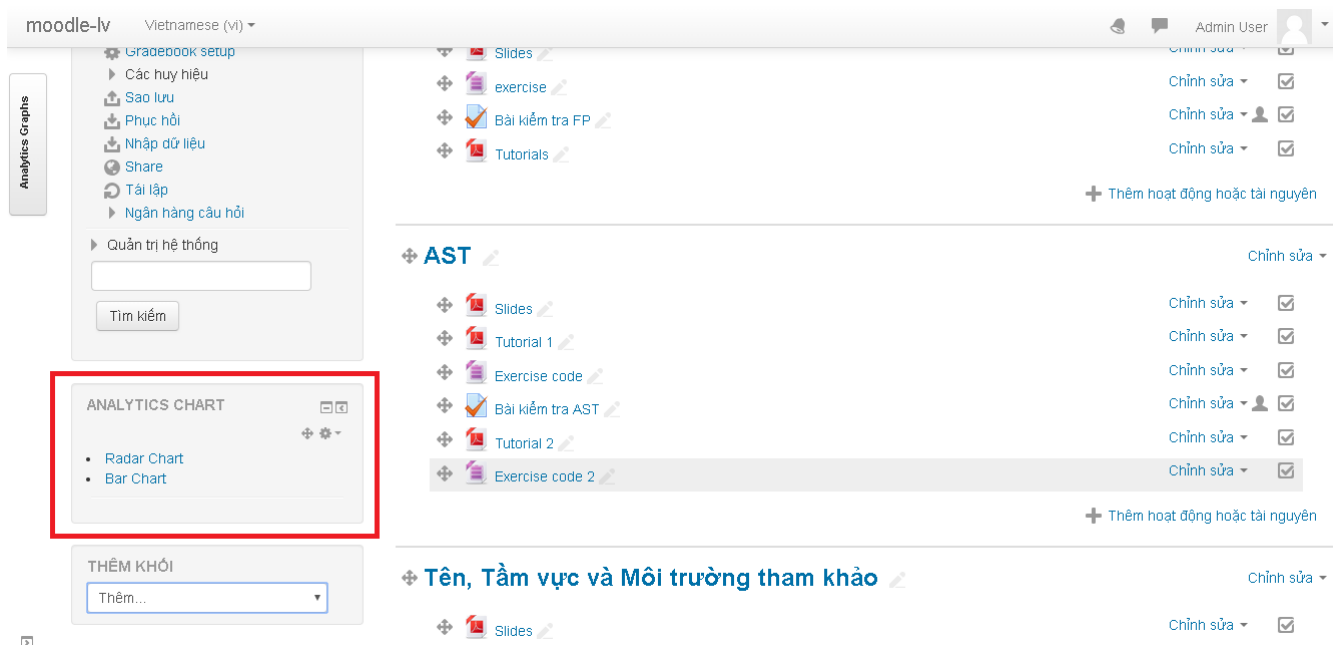 moodle-lv Vietnamese (vi) Admin User
Analytics Graphs
Gradebook setup
Các huy hiệu
Sao lưu
Phục hồi
Nhập dữ liệu
Share
Tái lập
Ngân hàng câu hỏi
Quản trị hệ thống
Tìm kiếm
ANALYTICS CHART
Radar Chart
Bar Chart
THÊM KHỐI
Thêm...
Slides Chỉnh sửa
exercise Chỉnh sửa
Bài kiểm tra FP Chỉnh sửa
Tutorials Chỉnh sửa
Thêm hoạt động hoặc tài nguyên
AST Chỉnh sửa
Slides Chỉnh sửa
Tutorial 1 Chỉnh sửa
Exercise code Chỉnh sửa
Bài kiểm tra AST Chỉnh sửa
Tutorial 2 Chỉnh sửa
Exercise code 2 Chỉnh sửa
Thêm hoạt động hoặc tài nguyên
Tên, Tầm vực và Môi trường tham khảo Chỉnh sửa
Slides Chỉnh sửa